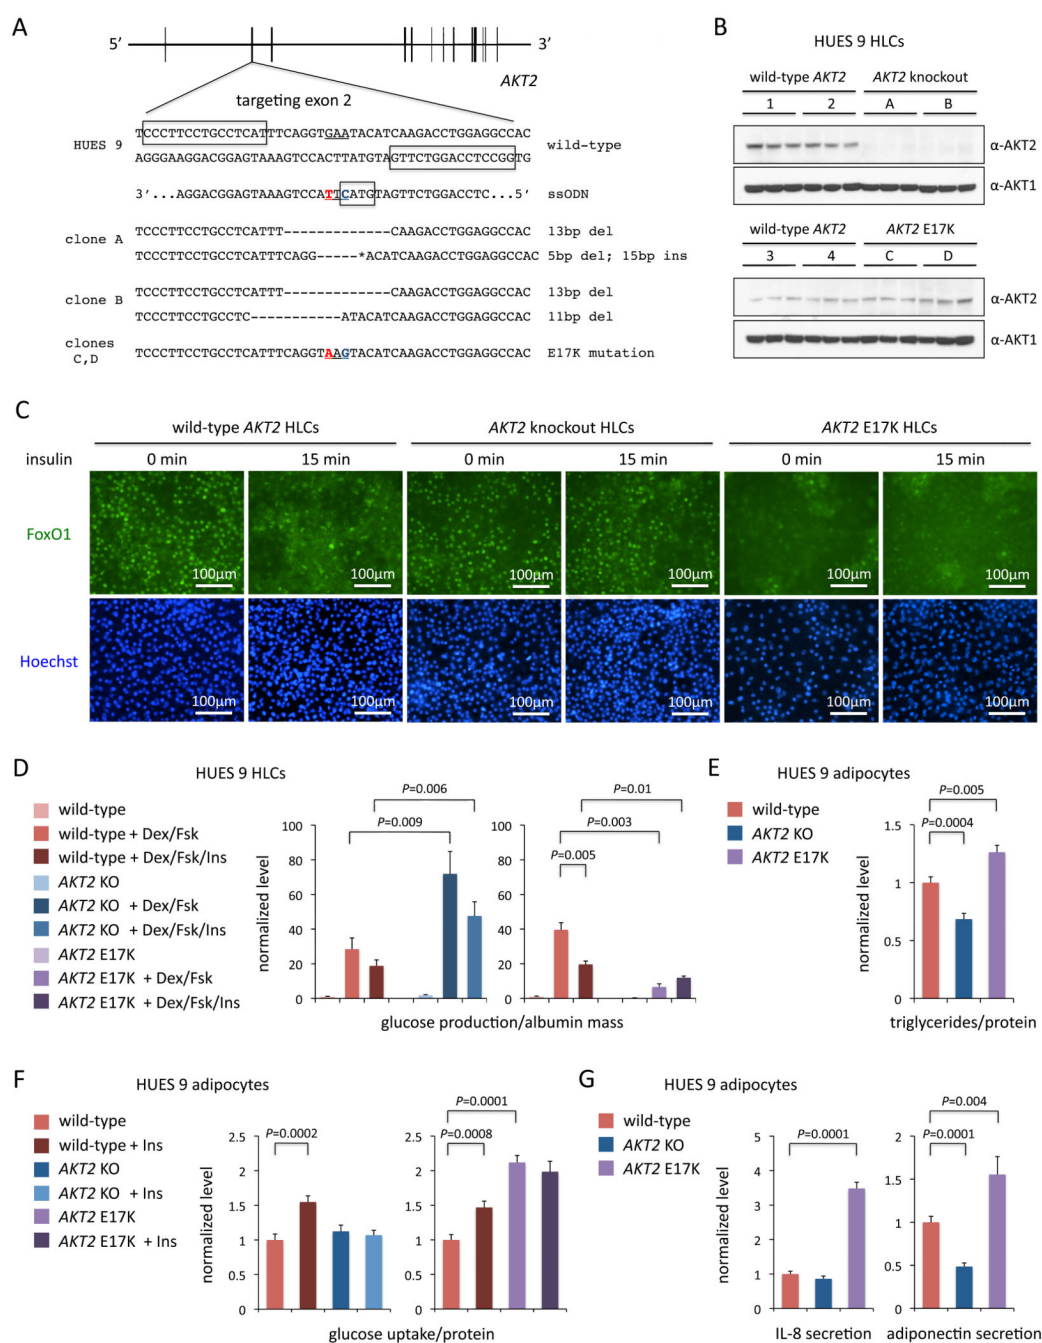 A
5’
3’
AKT2
targeting exon 2
HUES 9
TCCCTTCCTGCCTCATTTCAGGTGAATACATCAAGACCTGGAGGCCAC
AGGGAAGGACGGAGTAAAGTCCACTTATGTAGTTCTGGACCTCCGGTG
wild-type
3’...AGGACGGAGTAAAGTCCATTCATGTAGTTCTGGACCTC...5’
ssODN
clone A
TCCCTTCCTGCCTCATTT-------------CAAGACCTGGAGGCCAC
13bp del
TCCCTTCCTGCCTCATTTCAGG-----*ACATCAAGACCTGGAGGCCAC
5bp del; 15bp ins
clone B
TCCCTTCCTGCCTCATTT-------------CAAGACCTGGAGGCCAC
13bp del
TCCCTTCCTGCCTC-----------ATACATCAAGACCTGGAGGCCAC
11bp del
clones
C,D
TCCCTTCCTGCCTCATTTCAGGTAAGTACATCAAGACCTGGAGGCCAC
E17K mutation
B
HUES 9 HLCs
wild-type AKT2
AKT2 knockout
1 2 A B
α-AKT2
α-AKT1
wild-type AKT2
AKT2 E17K
3 4 C D
α-AKT2
α-AKT1
C
wild-type AKT2 HLCs
AKT2 knockout HLCs
AKT2 E17K HLCs
insulin
0 min 15 min 0 min 15 min 0 min 15 min
FoxO1
100μm 100μm 100μm 100μm 100μm 100μm
Hoechst
100μm 100μm 100μm 100μm 100μm 100μm
D
HUES 9 HLCs
wild-type
wild-type + Dex/Fsk
wild-type + Dex/Fsk/Ins
AKT2 KO
AKT2 KO + Dex/Fsk
AKT2 KO + Dex/Fsk/Ins
AKT2 E17K
AKT2 E17K + Dex/Fsk
AKT2 E17K + Dex/Fsk/Ins
normalized level
100
80
60
40
20
0
P=0.006
P=0.009
100
80
60
40
20
0
P=0.01
P=0.003
P=0.005
glucose production/albumin mass
E
HUES 9 adipocytes
wild-type
AKT2 KO
AKT2 E17K
normalized level
1.5
1
0.5
0
P=0.005
P=0.0004
triglycerides/protein
F
HUES 9 adipocytes
wild-type
wild-type + Ins
AKT2 KO
AKT2 KO + Ins
AKT2 E17K
AKT2 E17K + Ins
normalized level
2.5
2
1.5
1
0.5
0
P=0.0002
2.5
2
1.5
1
0.5
0
P=0.0001
P=0.0008
glucose uptake/protein
G
HUES 9 adipocytes
wild-type
AKT2 KO
AKT2 E17K
normalized level
5
4
3
2
1
0
P=0.0001
IL-8 secretion
2
1.5
1
0.5
0
P=0.004
P=0.0001
adiponectin secretion